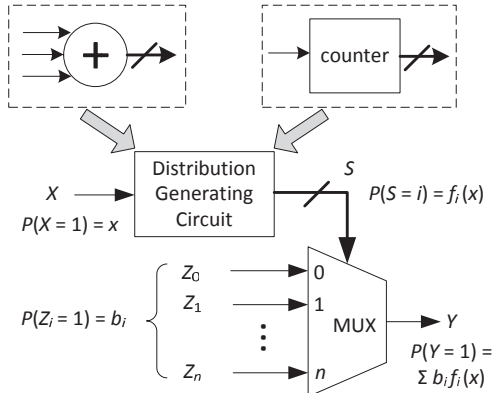 +
counter
Distribution
Generating
Circuit
X
P(X = 1) = x
S
P(S = i) = fᵢ(x)
Z₀
0
Z₁
1
P(Zᵢ = 1) = bᵢ
⋮
MUX
Y
Zₙ
n
P(Y = 1) =
Σ bᵢfᵢ(x)